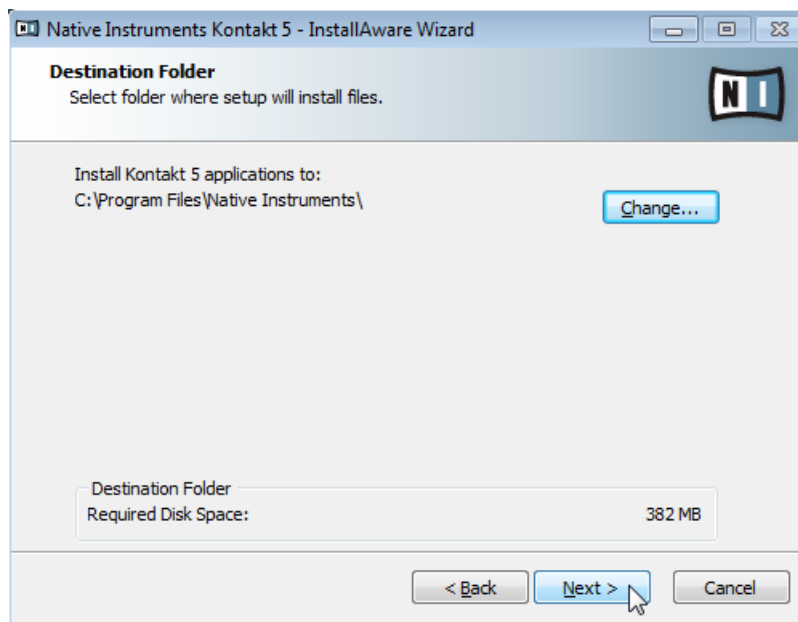 Native Instruments Kontakt 5 - InstallAware Wizard
Destination Folder
Select folder where setup will install files.
N I
Install Kontakt 5 applications to:
C:\Program Files\Native Instruments\
Change...
Destination Folder
Required Disk Space: 382 MB
< Back Next > Cancel